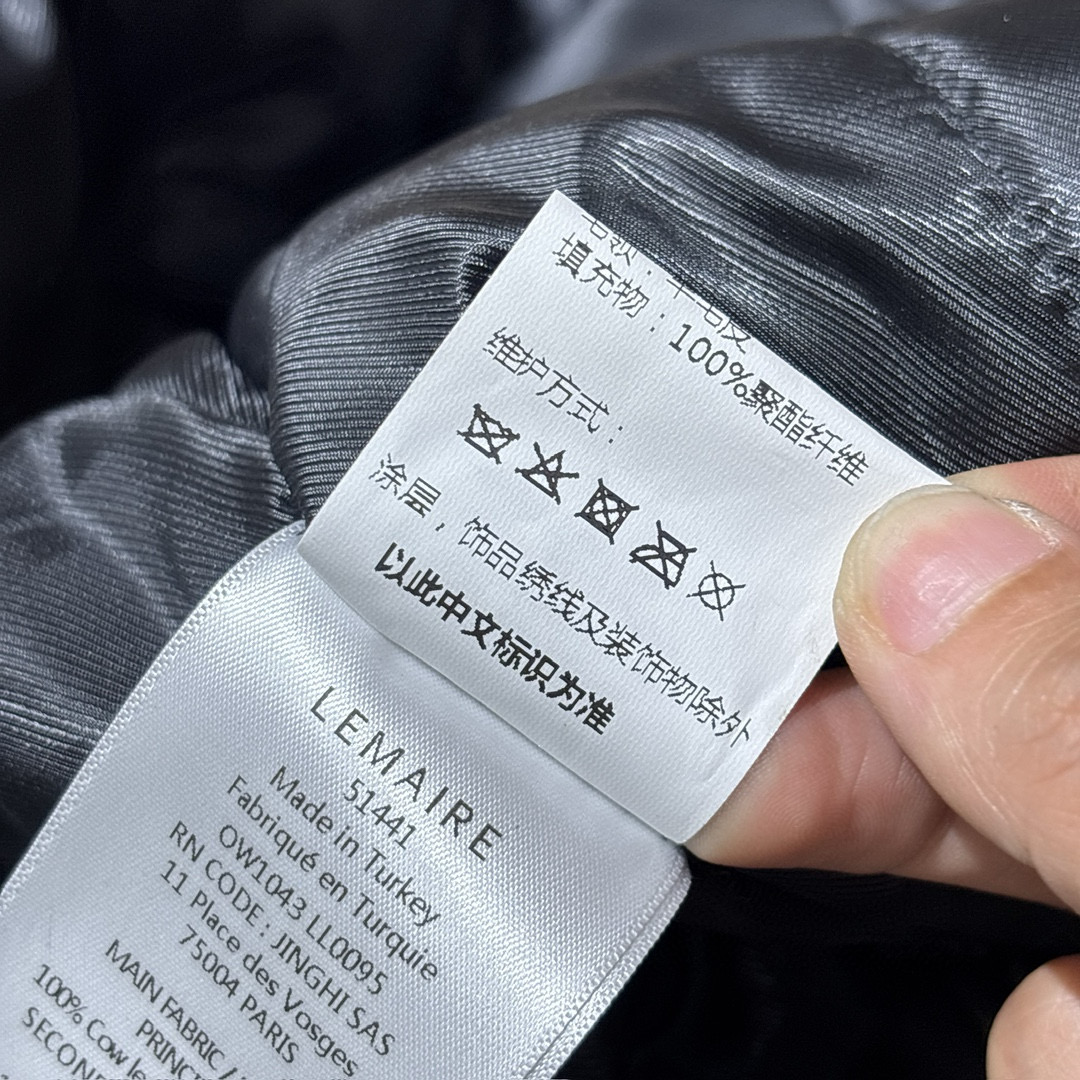 填充物：100%聚酯纤维
维护方式：
涂层，饰品绣线及装饰物除外
以此中文标识为准
LEMAIRE
51441
Made in Turkey
Fabriqué en Turquie
OW1043 LL0095
RN CODE : JINGHI SAS
11 Place des Vosges
75004 PARIS
MAIN FABRIC /
100% Cow